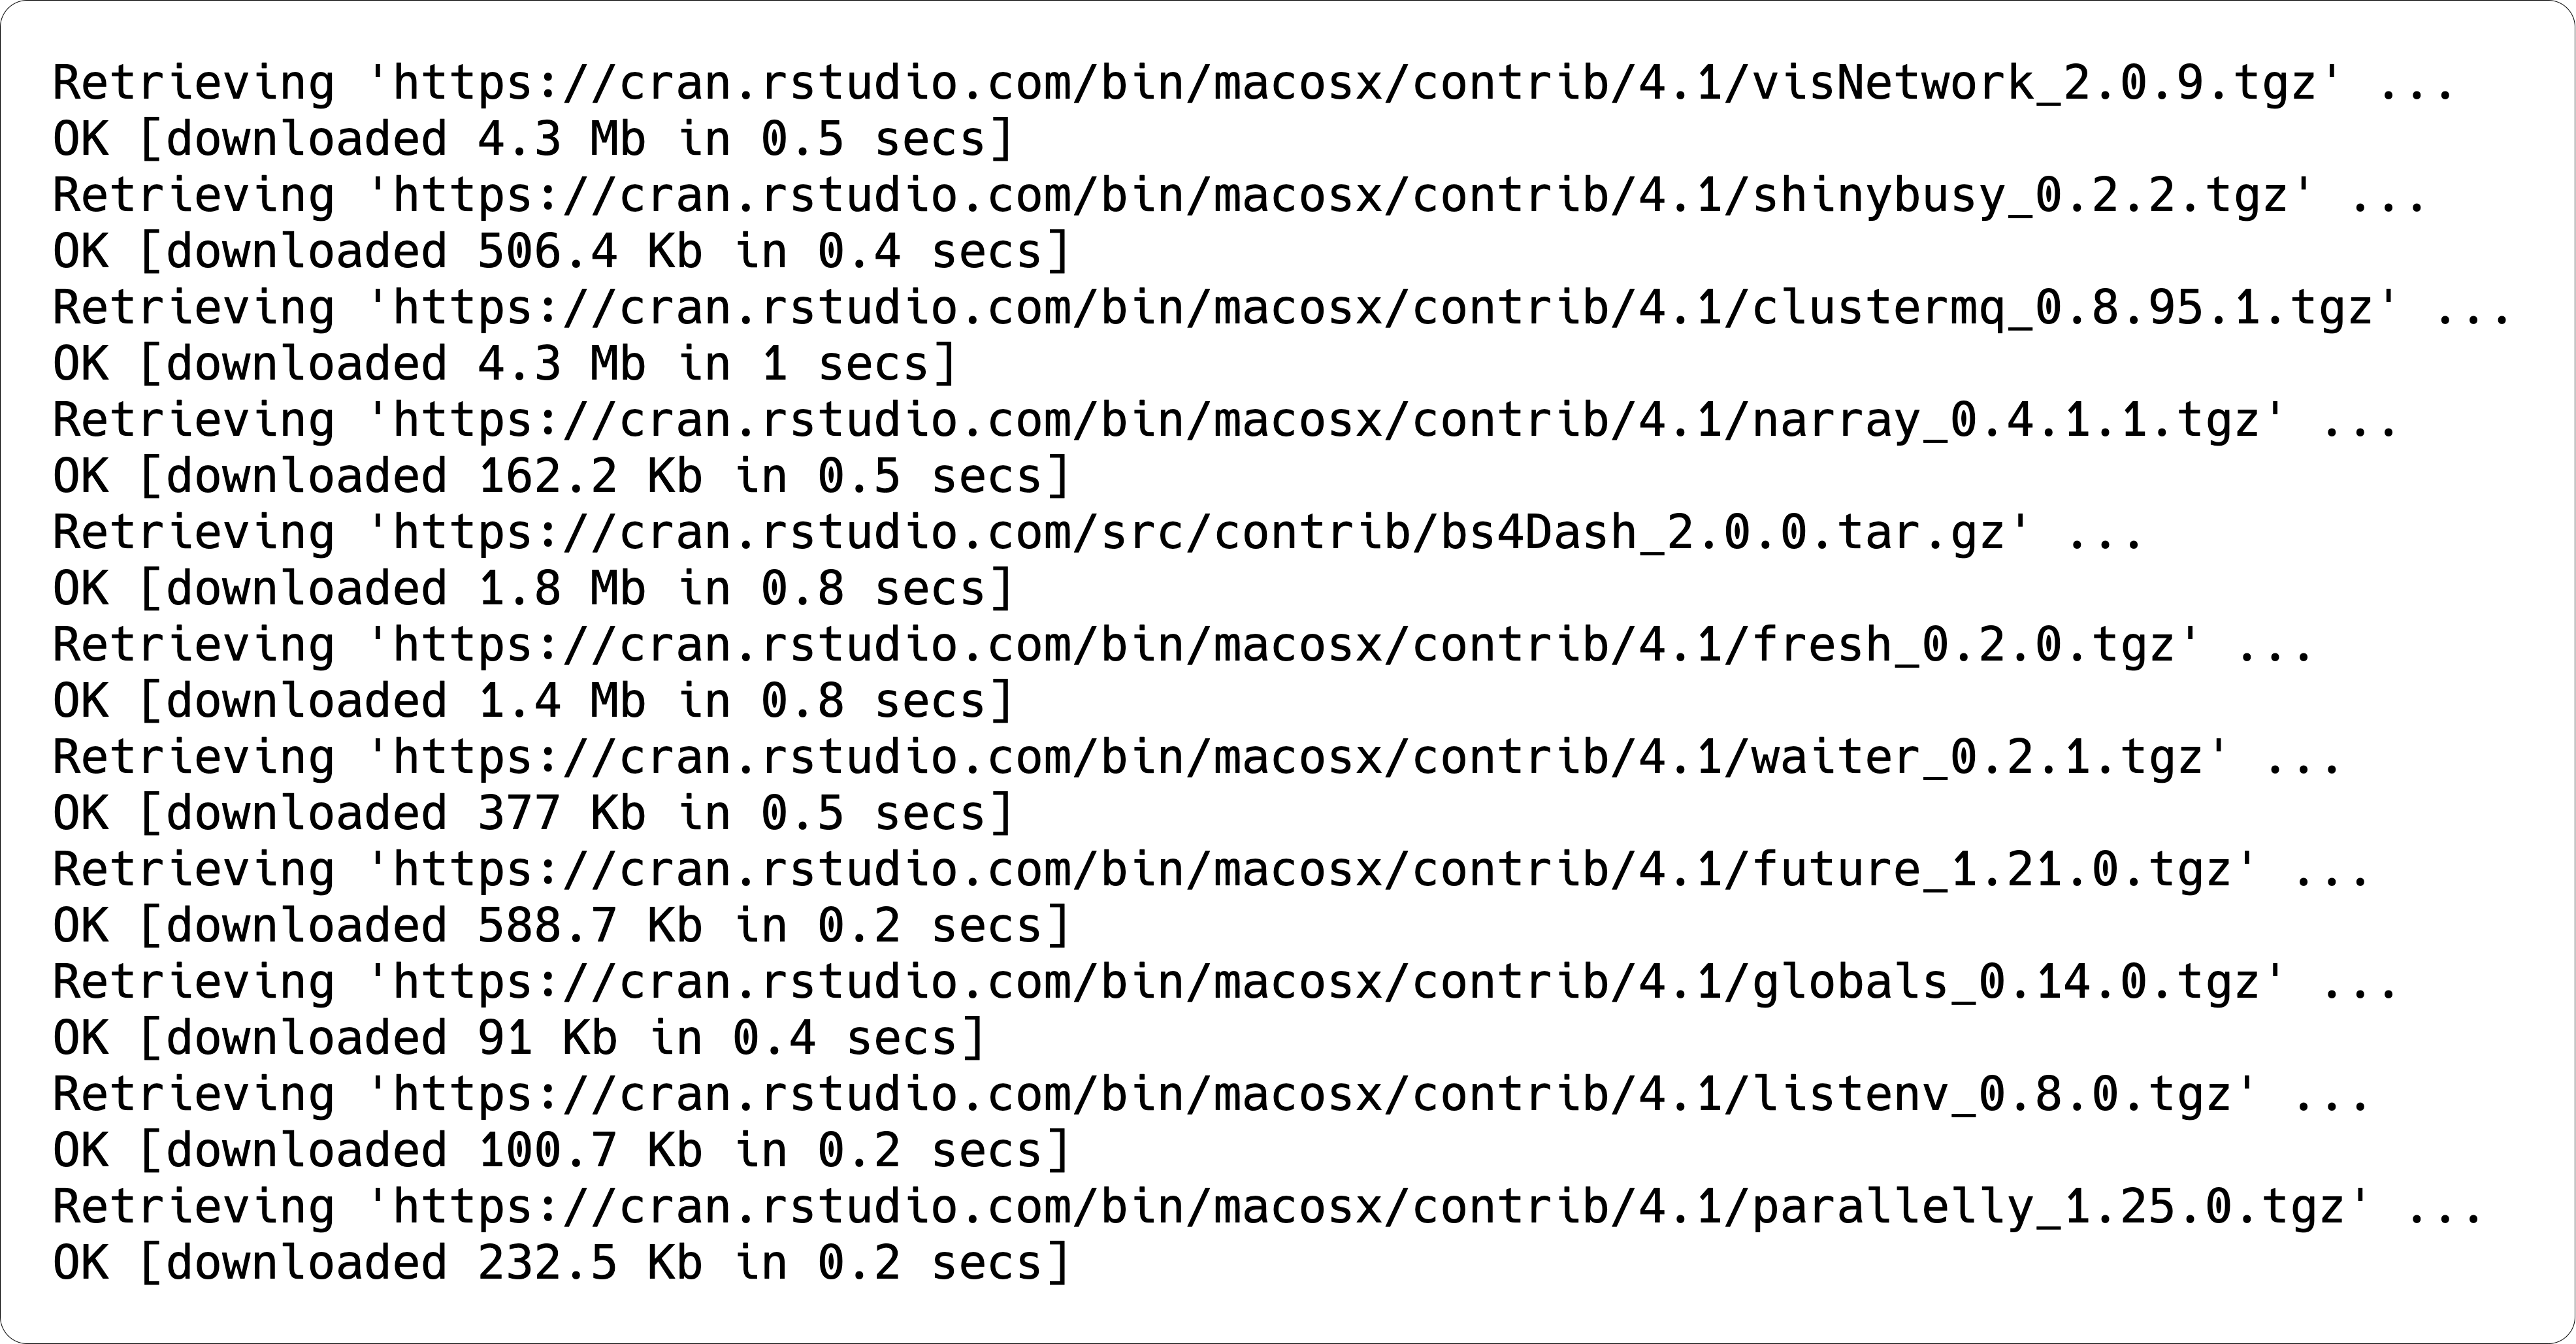 Retrieving 'https://cran.rstudio.com/bin/macosx/contrib/4.1/visNetwork_2.0.9.tgz' ...
OK [downloaded 4.3 Mb in 0.5 secs]
Retrieving 'https://cran.rstudio.com/bin/macosx/contrib/4.1/shinybusy_0.2.2.tgz' ...
OK [downloaded 506.4 Kb in 0.4 secs]
Retrieving 'https://cran.rstudio.com/bin/macosx/contrib/4.1/clustermq_0.8.95.1.tgz' ...
OK [downloaded 4.3 Mb in 1 secs]
Retrieving 'https://cran.rstudio.com/bin/macosx/contrib/4.1/narray_0.4.1.1.tgz' ...
OK [downloaded 162.2 Kb in 0.5 secs]
Retrieving 'https://cran.rstudio.com/src/contrib/bs4Dash_2.0.0.tar.gz' ...
OK [downloaded 1.8 Mb in 0.8 secs]
Retrieving 'https://cran.rstudio.com/bin/macosx/contrib/4.1/fresh_0.2.0.tgz' ...
OK [downloaded 1.4 Mb in 0.8 secs]
Retrieving 'https://cran.rstudio.com/bin/macosx/contrib/4.1/waiter_0.2.1.tgz' ...
OK [downloaded 377 Kb in 0.5 secs]
Retrieving 'https://cran.rstudio.com/bin/macosx/contrib/4.1/future_1.21.0.tgz' ...
OK [downloaded 588.7 Kb in 0.2 secs]
Retrieving 'https://cran.rstudio.com/bin/macosx/contrib/4.1/globals_0.14.0.tgz' ...
OK [downloaded 91 Kb in 0.4 secs]
Retrieving 'https://cran.rstudio.com/bin/macosx/contrib/4.1/listenv_0.8.0.tgz' ...
OK [downloaded 100.7 Kb in 0.2 secs]
Retrieving 'https://cran.rstudio.com/bin/macosx/contrib/4.1/parallelly_1.25.0.tgz' ...
OK [downloaded 232.5 Kb in 0.2 secs]